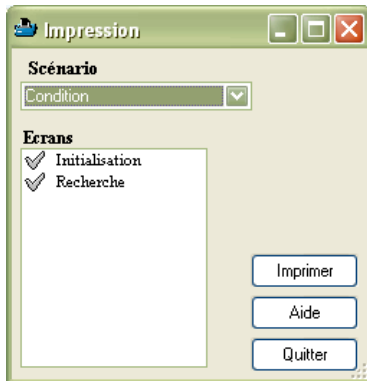 Impression
Scénario
Condition
Ecrans
Initialisation
Recherche
Imprimer
Aide
Quitter